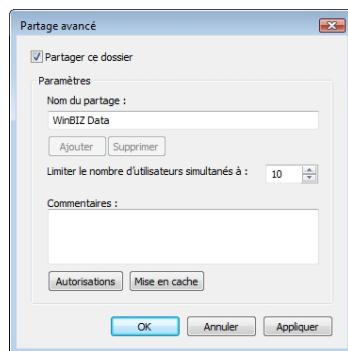 Partage avancé
Partager ce dossier
Paramètres
Nom du partage :
WinBIZ Data
Ajouter Supprimer
Limiter le nombre d'utilisateurs simultanés à : 10
Commentaires :
Autorisations Mise en cache
OK Annuler Appliquer